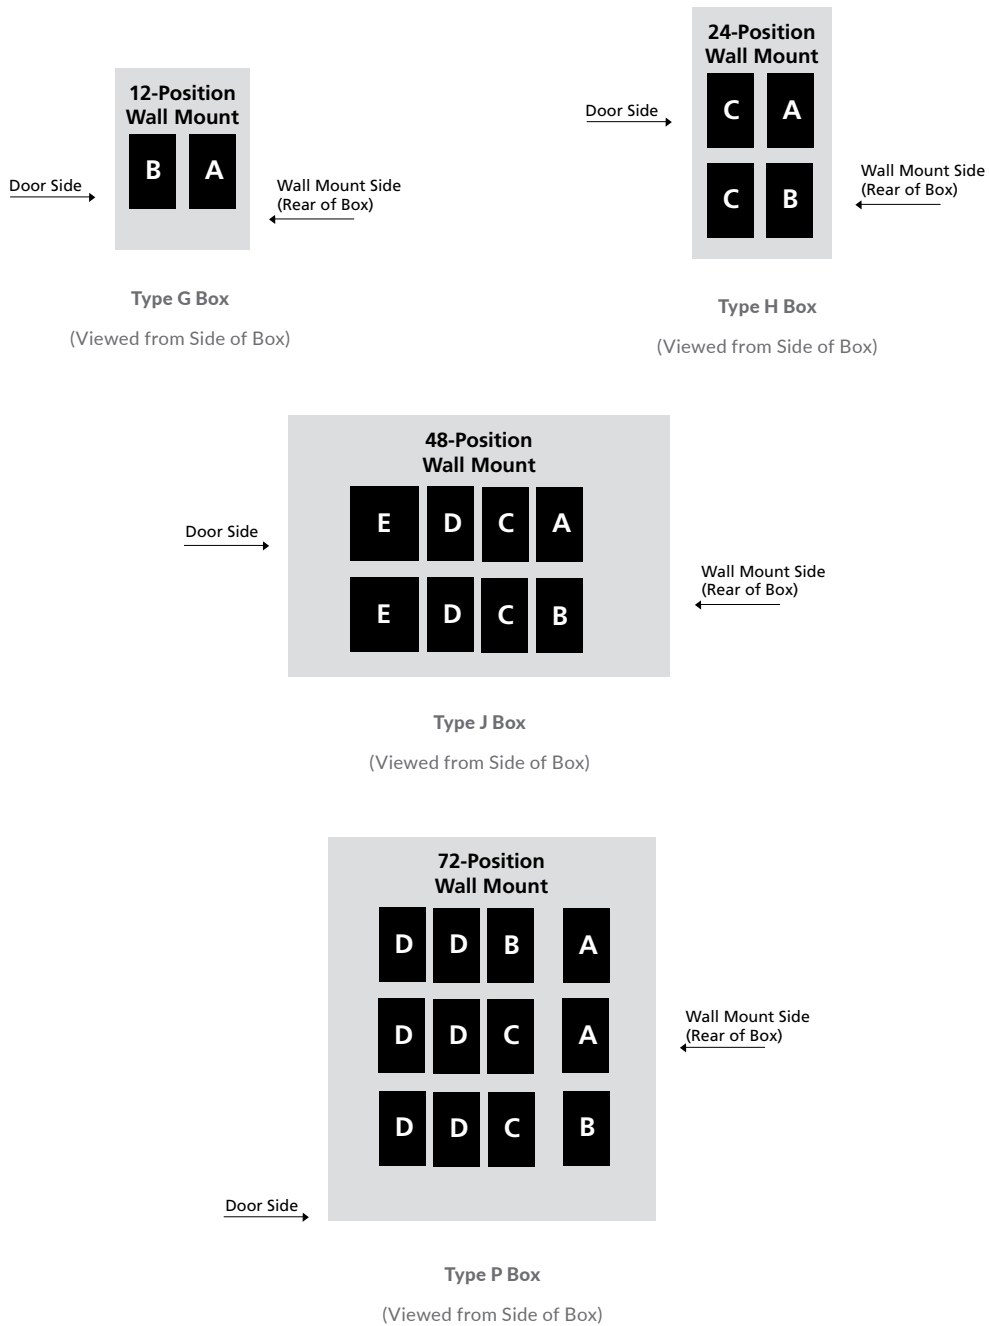 12-Position
Wall Mount
B A
Door Side
Wall Mount Side
(Rear of Box)
Type G Box
(Viewed from Side of Box)
24-Position
Wall Mount
C A
Door Side
C B
Wall Mount Side
(Rear of Box)
Type H Box
(Viewed from Side of Box)
48-Position
Wall Mount
E D C A
Door Side
E D C B
Wall Mount Side
(Rear of Box)
Type J Box
(Viewed from Side of Box)
72-Position
Wall Mount
D D B A
D D C A
Wall Mount Side
(Rear of Box)
D D C B
Door Side
Type P Box
(Viewed from Side of Box)